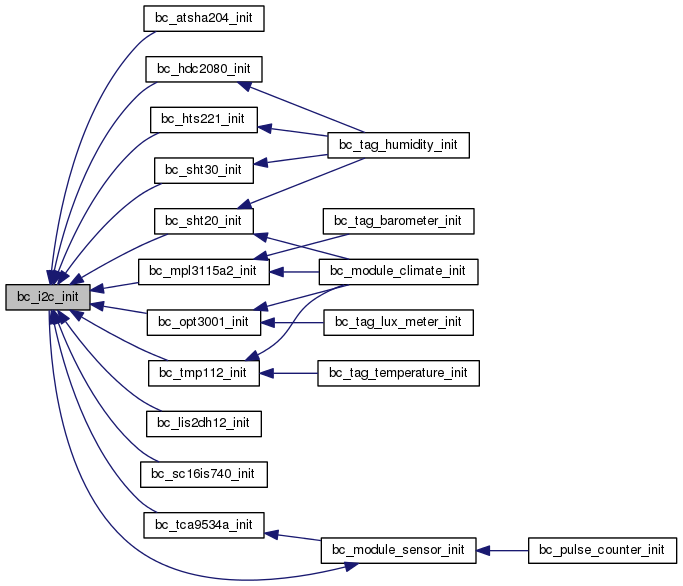 bc_atsha204_init
bc_hdc2080_init
bc_hts221_init
bc_tag_humidity_init
bc_sht30_init
bc_sht20_init
bc_tag_barometer_init
bc_mpl3115a2_init
bc_module_climate_init
bc_i2c_init
bc_opt3001_init
bc_tag_lux_meter_init
bc_tmp112_init
bc_tag_temperature_init
bc_lis2dh12_init
bc_sc16is740_init
bc_tca9534a_init
bc_module_sensor_init
bc_pulse_counter_init